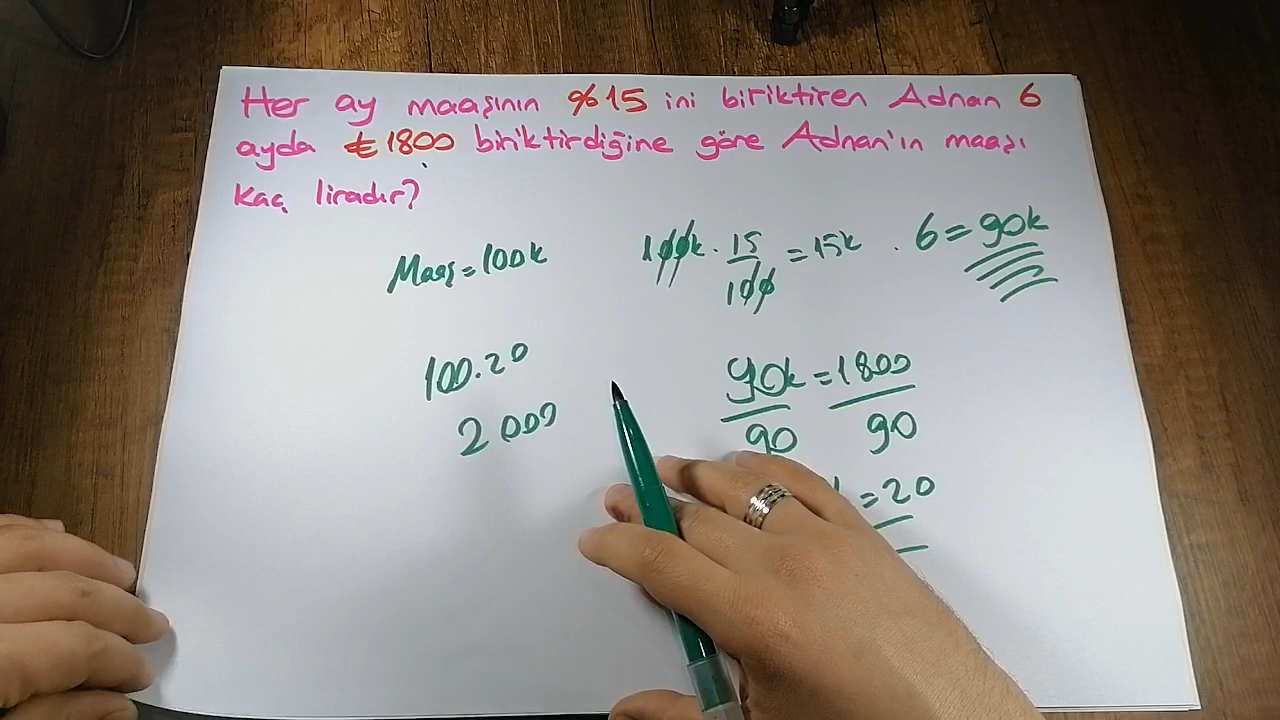 Her ay maaşının %15 ini biriktiren Adnan 6
ayda ₺1800 biriktirdiğine göre Adnan'ın maaşı
kaç liradır?
Maaş = 100k
100k . 15/100 = 15k . 6 = 90k
100.20
2000
90k/90 = 1800/90
= 20